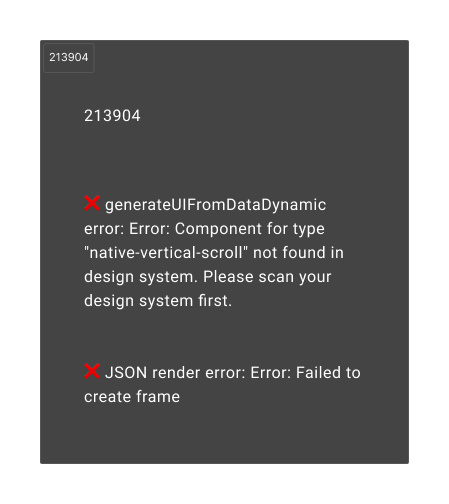 213904
213904
❌ generateUIFromDataDynamic
error: Error: Component for type
"native-vertical-scroll" not found in
design system. Please scan your
design system first.
❌ JSON render error: Error: Failed to
create frame